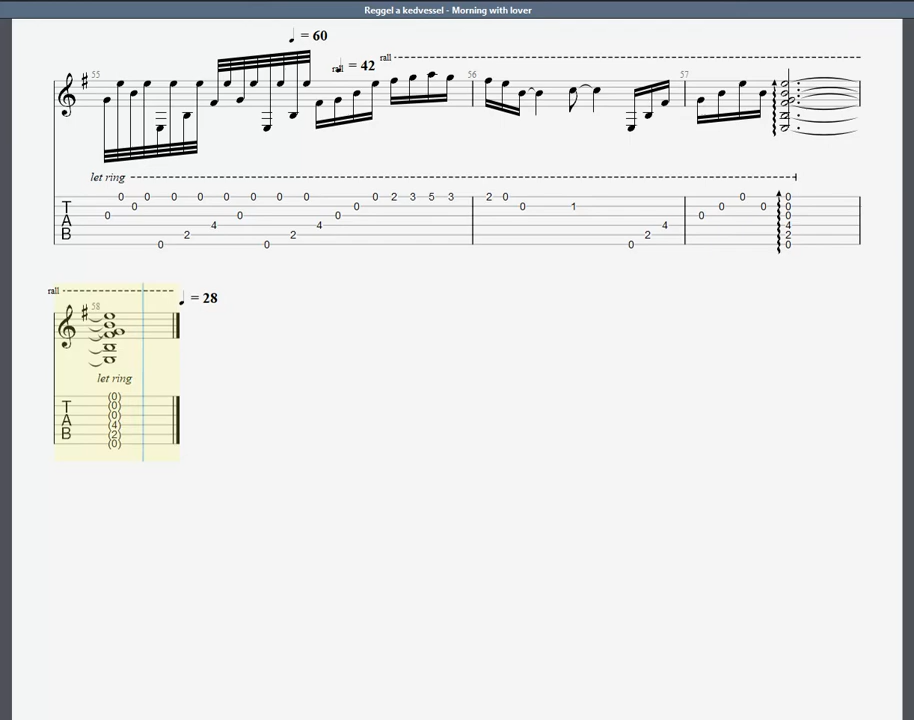 Reggel a kedvessel - Morning with lover
= 60
rall = 42 rall
55 56 57
let ring
0 0 0 0 0 0 0 0 0 0 2 3 5 3 2 0 0 0
T 0 0 0 1 0 0 0
A 0 0 0 0 0
B 4 4 4 4
2 2 2 2
0 0 0 0
rall = 28
58
let ring
(0)
T (0)
(0)
A (4)
B (2)
(0)